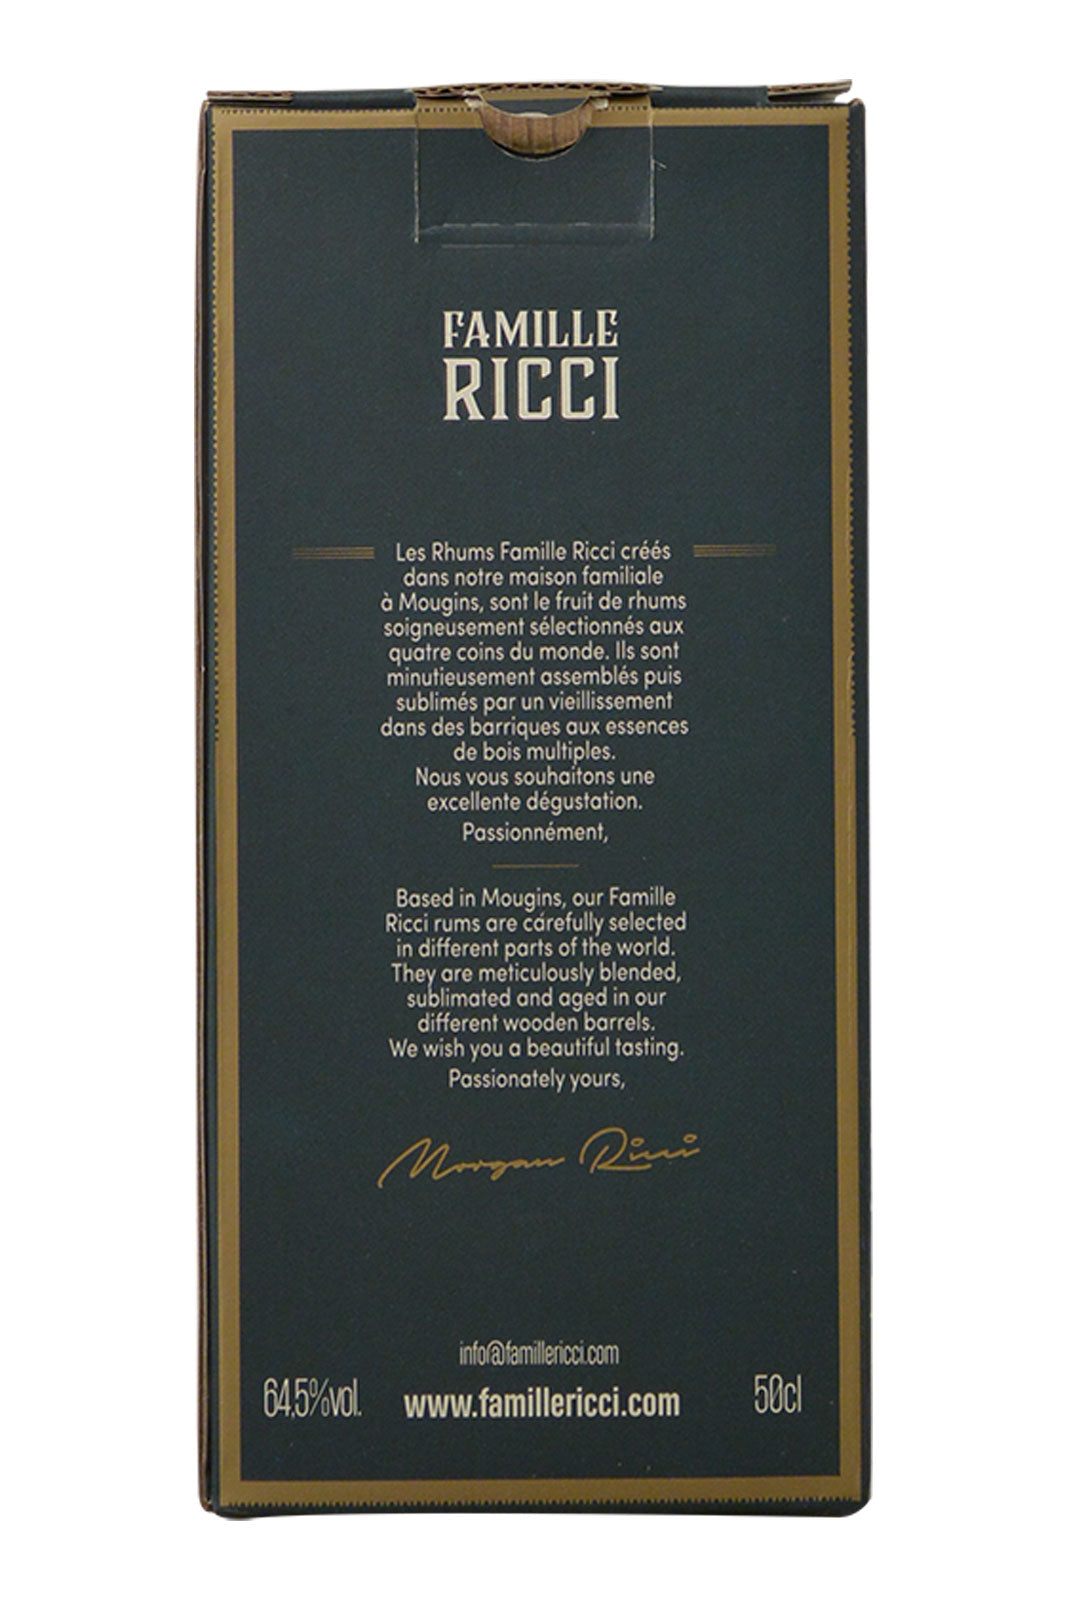 FAMILLE
RICCI
Les Rhums Famille Ricci créés
dans notre maison familiale
à Mougins, sont le fruit de rhums
soigneusement sélectionnés aux
quatre coins du monde. Ils sont
minutieusement assemblés puis
sublimés par un vieillissement
dans des barriques aux essences
de bois multiples.
Nous vous souhaitons une
excellente dégustation.
Passionnément,
Based in Mougins, our Famille
Ricci rums are carefully selected
in different parts of the world.
They are meticulously blended,
sublimated and aged in our
different wooden barrels.
We wish you a beautiful tasting.
Passionately yours,
Morgan Ricci
info@famillericci.com
64,5%vol. www.famillericci.com 50cl